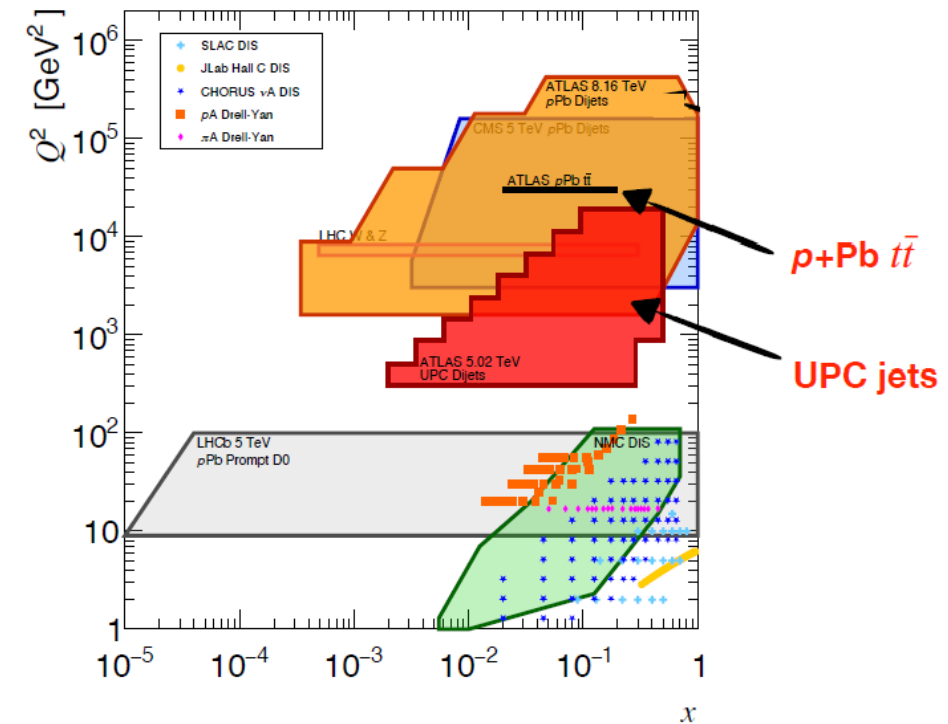 Q² [GeV²]
10⁶
10⁵
10⁴
10³
10²
10
1
SLAC DIS
JLab Hall C DIS
CHORUS νA DIS
pA Drell-Yan
πA Drell-Yan
ATLAS 8.16 TeV
pPb Dijets
CMS 5 TeV pPb Dijets
ATLAS pPb tt̄
LHC W & Z
p+Pb tt̄
UPC jets
ATLAS 5.02 TeV
UPC Dijets
LHCb 5 TeV
pPb Prompt D0
NMC DIS
10⁻⁵
10⁻⁴
10⁻³
10⁻²
10⁻¹
1
x